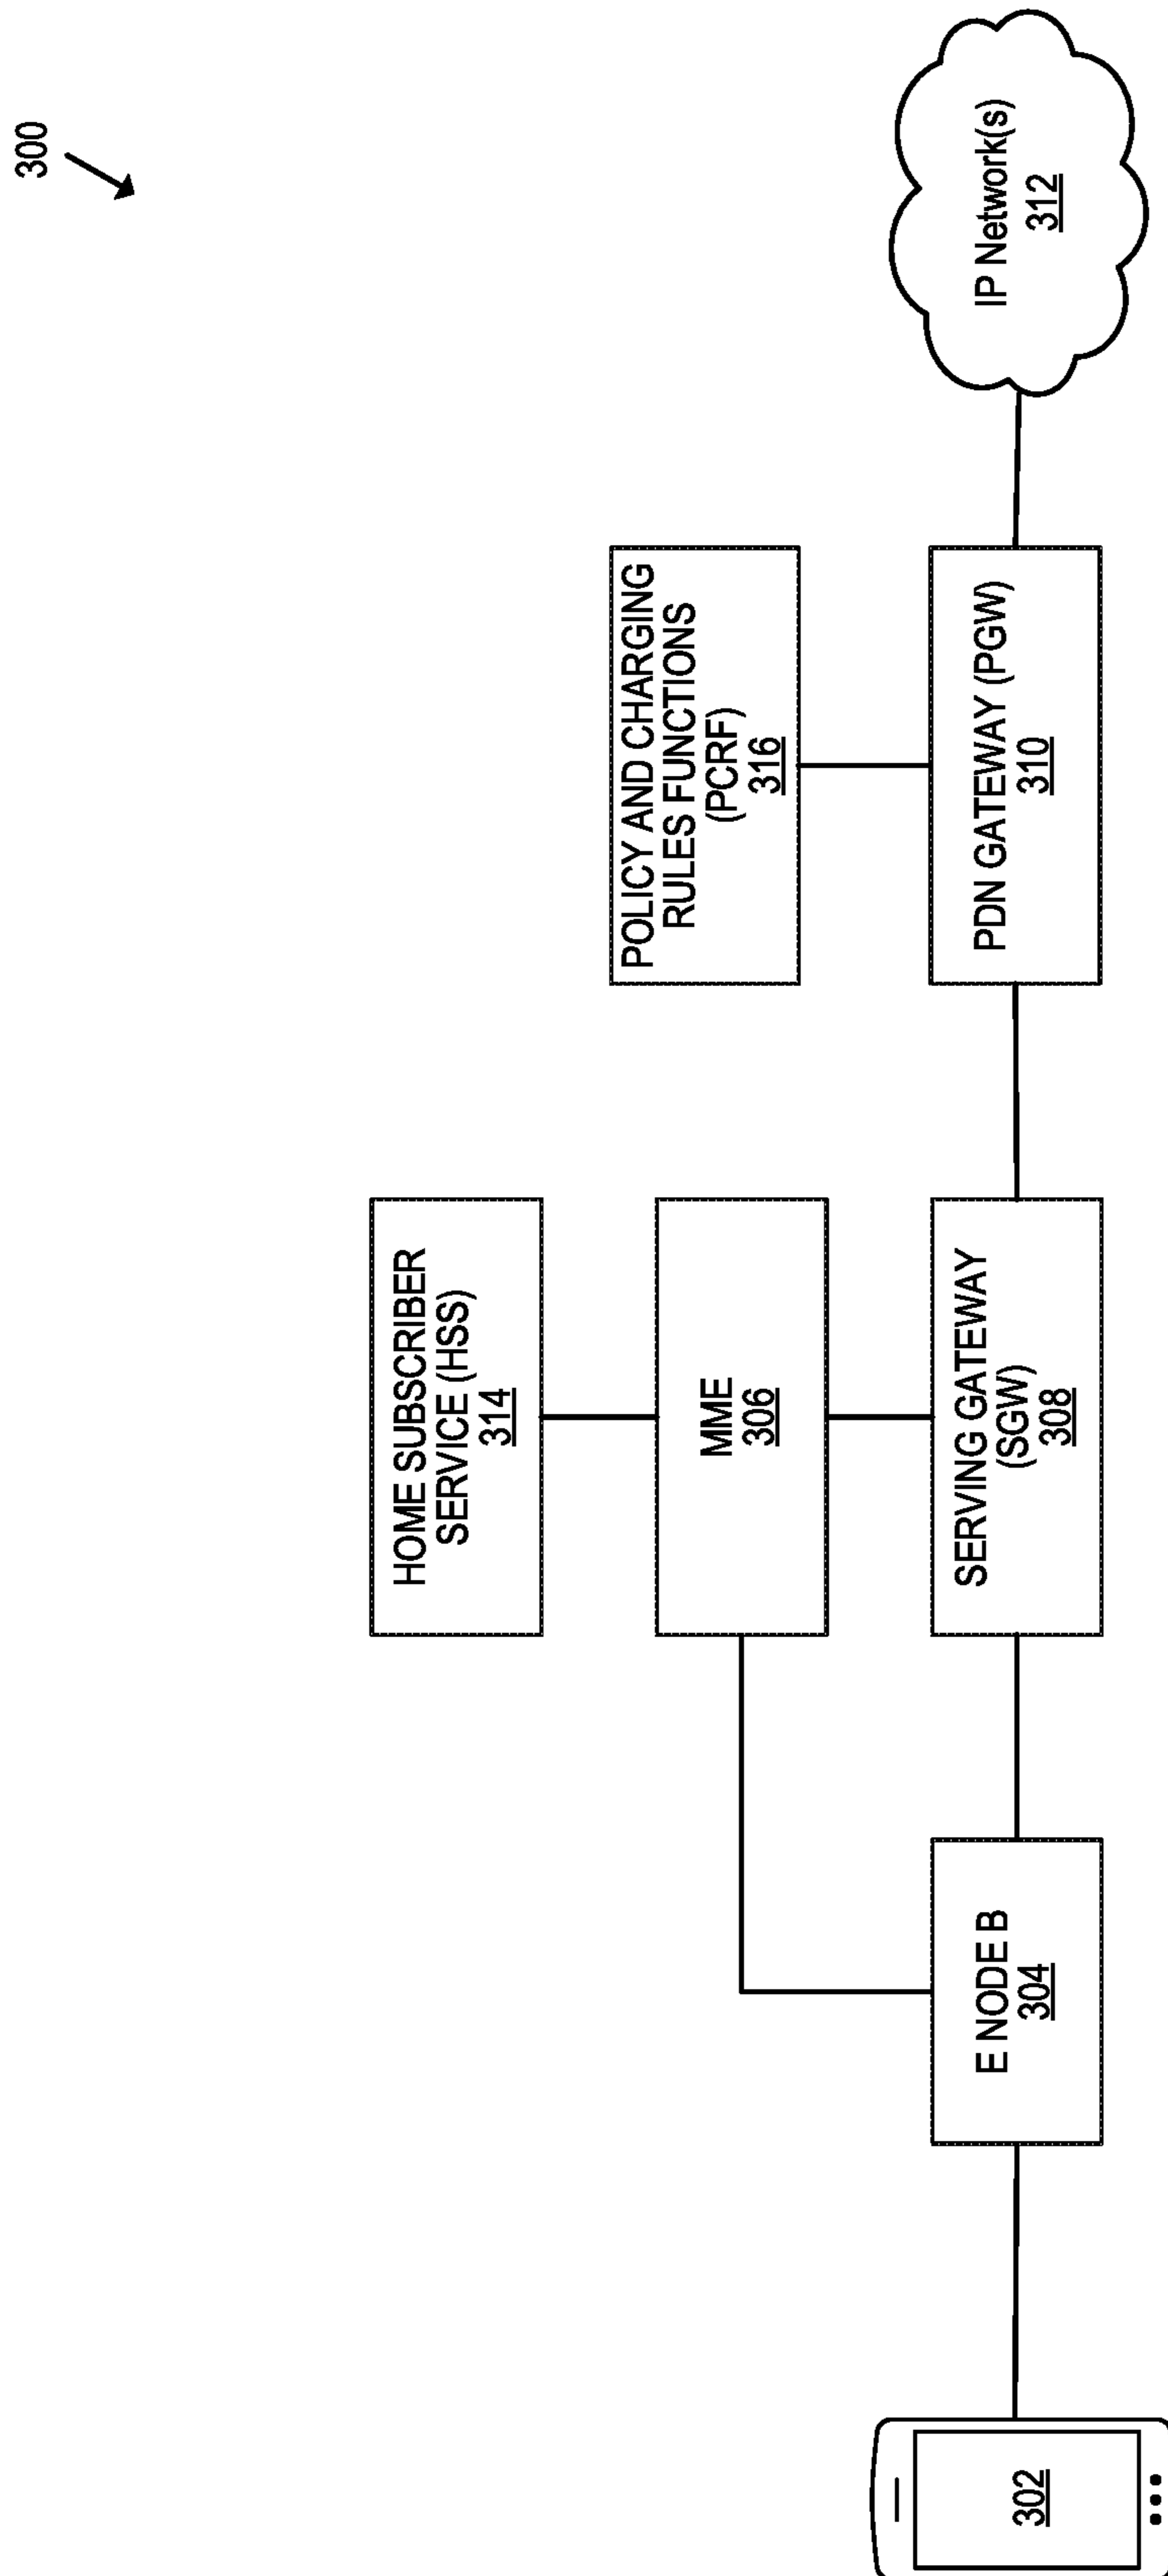 300
HOME SUBSCRIBER
SERVICE (HSS)
314
POLICY AND CHARGING
RULES FUNCTIONS
(PCRF)
316
MME
306
302
E NODE B
304
SERVING GATEWAY
(SGW)
308
PDN GATEWAY (PGW)
310
IP Network(s)
312